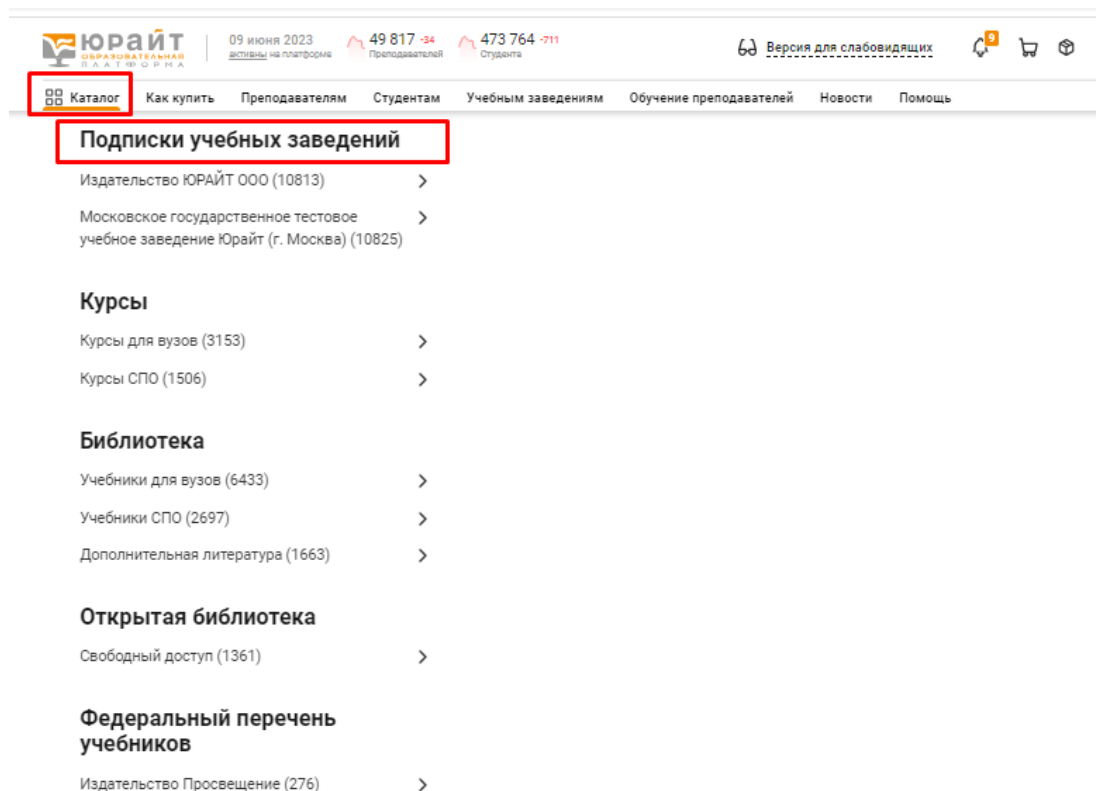 юрайт
ОБРАЗОВАТЕЛЬНАЯ
ПЛАТФОРМА
09 июня 2023
активны на платформе
49 817 -34
Преподавателей
473 764 -711
Студента
Версия для слабовидящих
9
Каталог
Как купить
Преподавателям
Студентам
Учебным заведениям
Обучение преподавателей
Новости
Помощь
Подписки учебных заведений
Издательство ЮРАЙТ ООО (10813)
Московское государственное тестовое
учебное заведение Юрайт (г. Москва) (10825)
Курсы
Курсы для вузов (3153)
Курсы СПО (1506)
Библиотека
Учебники для вузов (6433)
Учебники СПО (2697)
Дополнительная литература (1663)
Открытая библиотека
Свободный доступ (1361)
Федеральный перечень
учебников
Издательство Просвещение (276)